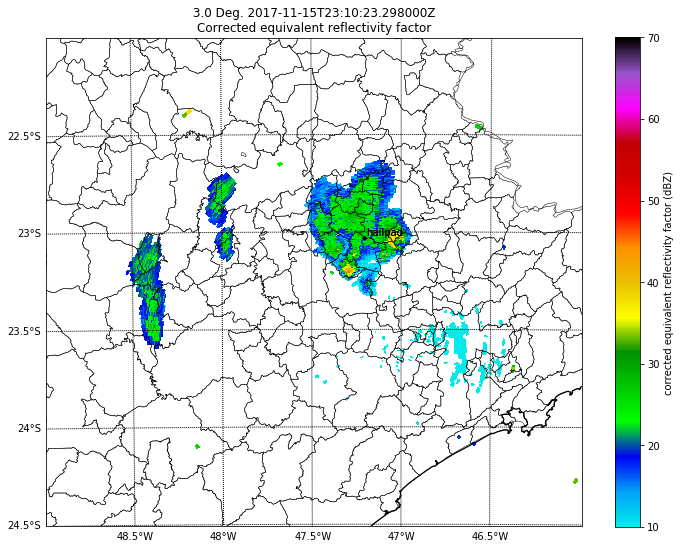 3.0 Deg. 2017-11-15T23:10:23.298000Z
Corrected equivalent reflectivity factor
22.5°S
23°S
23.5°S
24°S
24.5°S
48.5°W
48°W
47.5°W
47°W
46.5°W
hailpad
70
60
50
40
30
20
10
corrected equivalent reflectivity factor (dBZ)